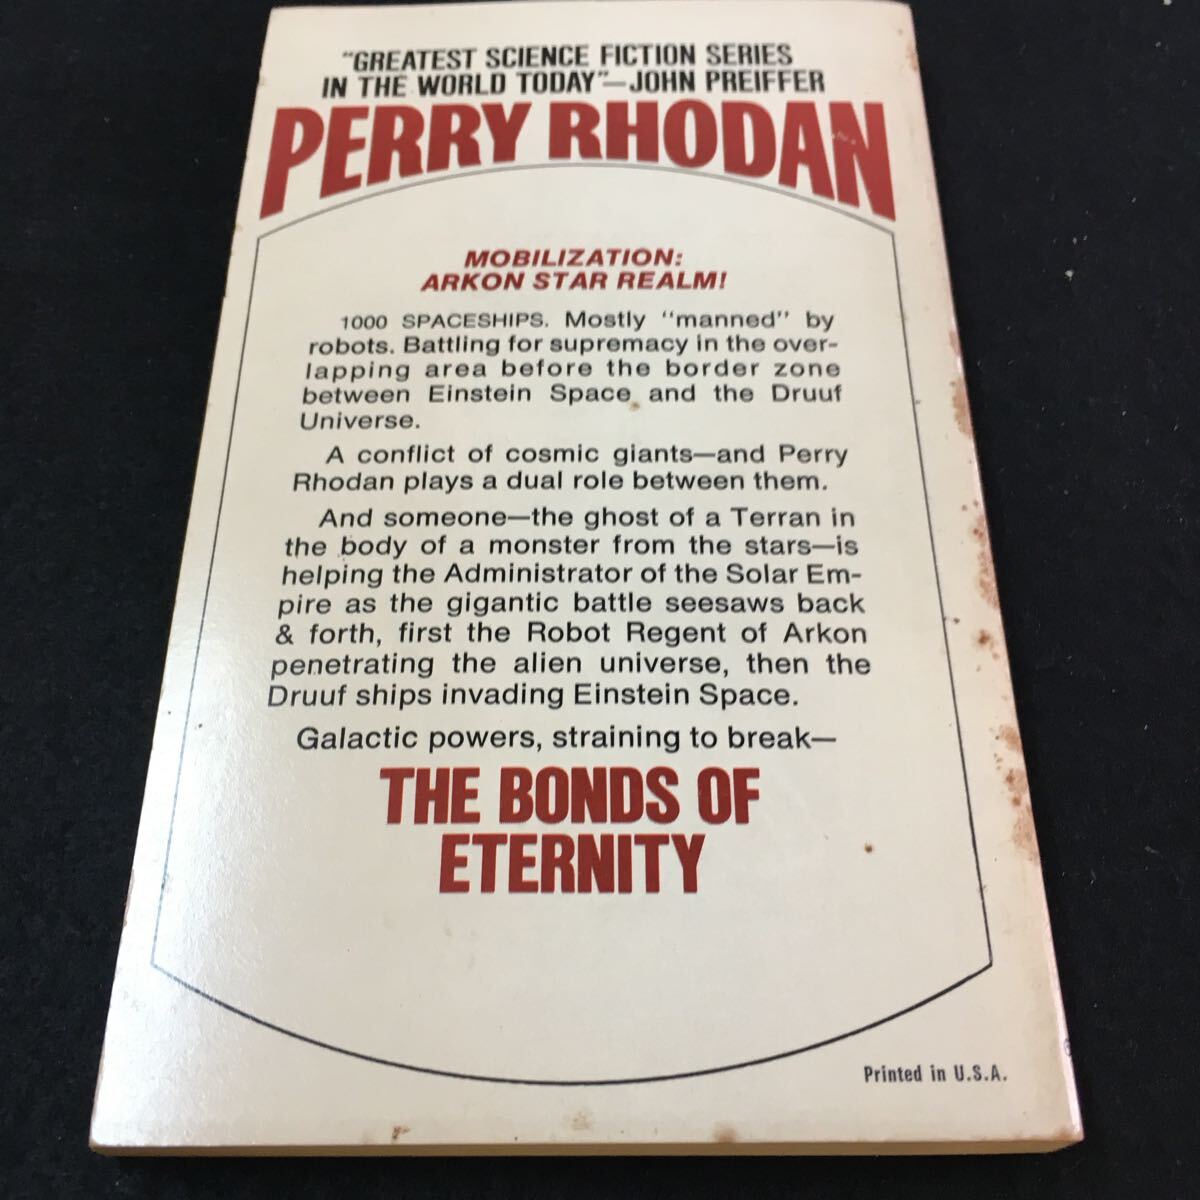 "GREATEST SCIENCE FICTION SERIES
IN THE WORLD TODAY"—JOHN PREIFFER
PERRY RHODAN
MOBILIZATION:
ARKON STAR REALM!
1000 SPACESHIPS. Mostly "manned" by
robots. Battling for supremacy in the over-
lapping area before the border zone
between Einstein Space and the Druuf
Universe.
A conflict of cosmic giants—and Perry
Rhodan plays a dual role between them.
And someone—the ghost of a Terran in
the body of a monster from the stars—is
helping the Administrator of the Solar Em-
pire as the gigantic battle seesaws back
& forth, first the Robot Regent of Arkon
penetrating the alien universe, then the
Druuf ships invading Einstein Space.
Galactic powers, straining to break—
THE BONDS OF
ETERNITY
Printed in U.S.A.